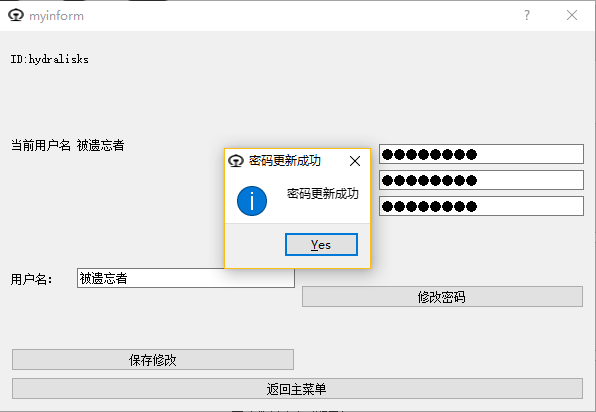 myinform
ID:hydralisks
当前用户名 被遗忘者
密码更新成功
密码更新成功
Yes
用户名: 被遗忘者
修改密码
保存修改
返回主菜单